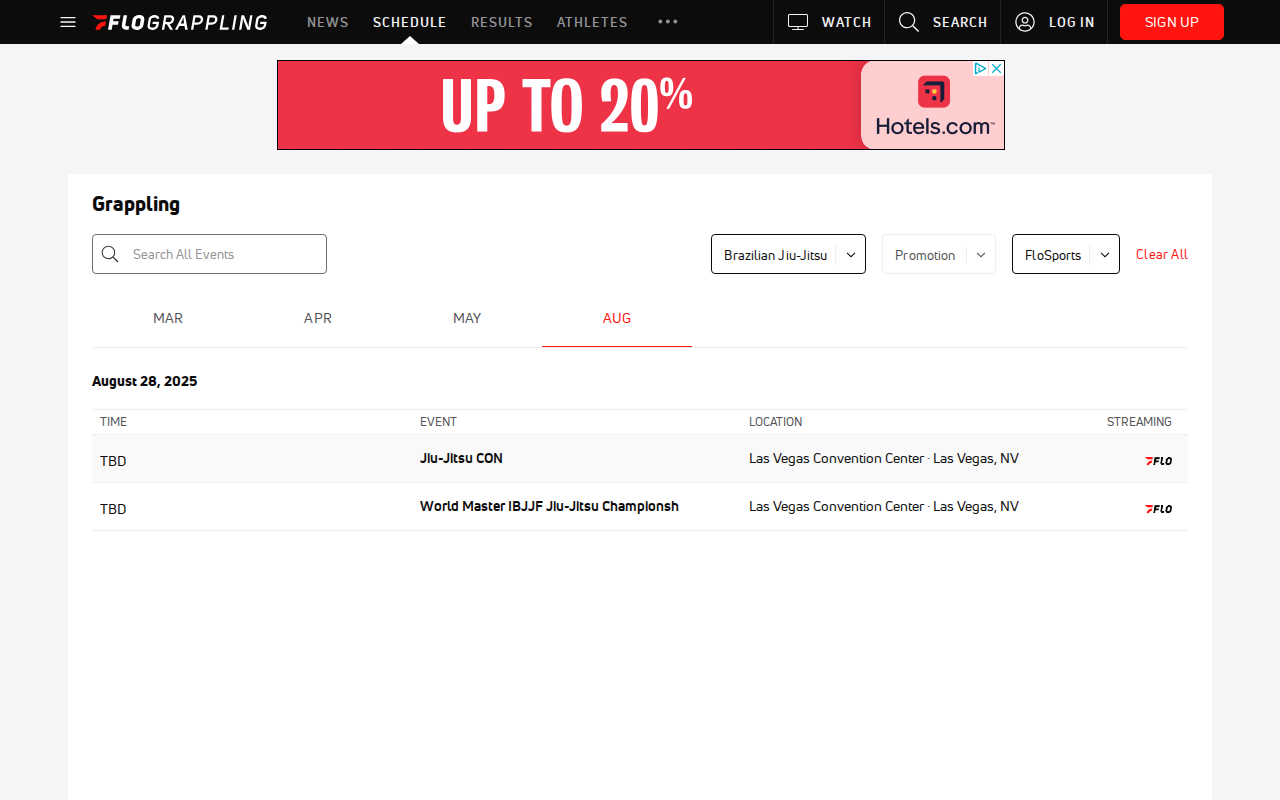 FLOGRAPPLING NEWS SCHEDULE RESULTS ATHLETES WATCH SEARCH LOG IN SIGN UP
UP TO 20%
Hotels.com™
Grappling
Search All Events Brazilian Jiu-Jitsu Promotion FloSports Clear All
MAR APR MAY AUG
August 28, 2025
TIME EVENT LOCATION STREAMING
TBD Jiu-Jitsu CON Las Vegas Convention Center · Las Vegas, NV FLO
TBD World Master IBJJF Jiu-Jitsu Championsh Las Vegas Convention Center · Las Vegas, NV FLO